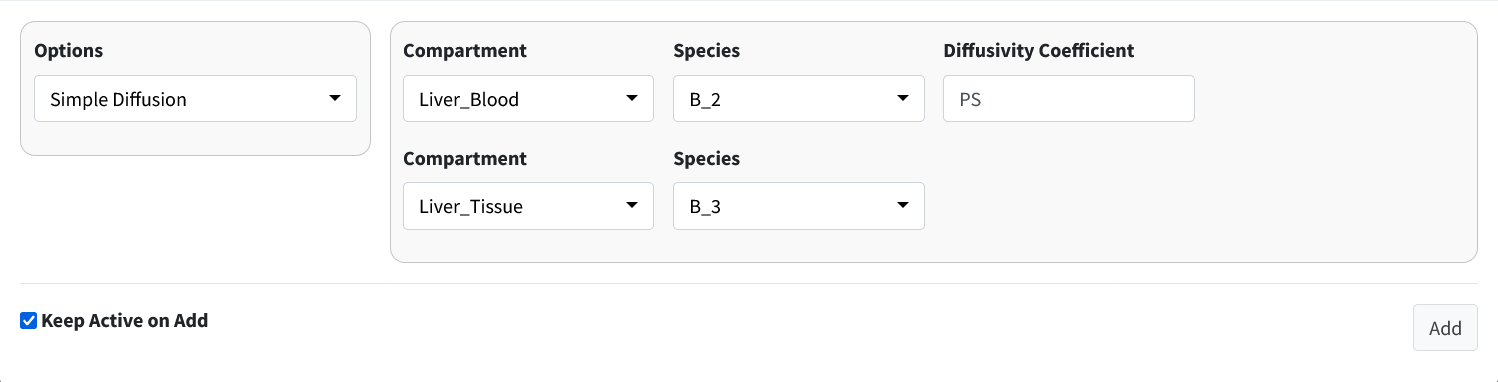 Options
Simple Diffusion
Compartment Species Diffusivity Coefficient
Liver_Blood B_2 PS
Compartment Species
Liver_Tissue B_3
Keep Active on Add
Add